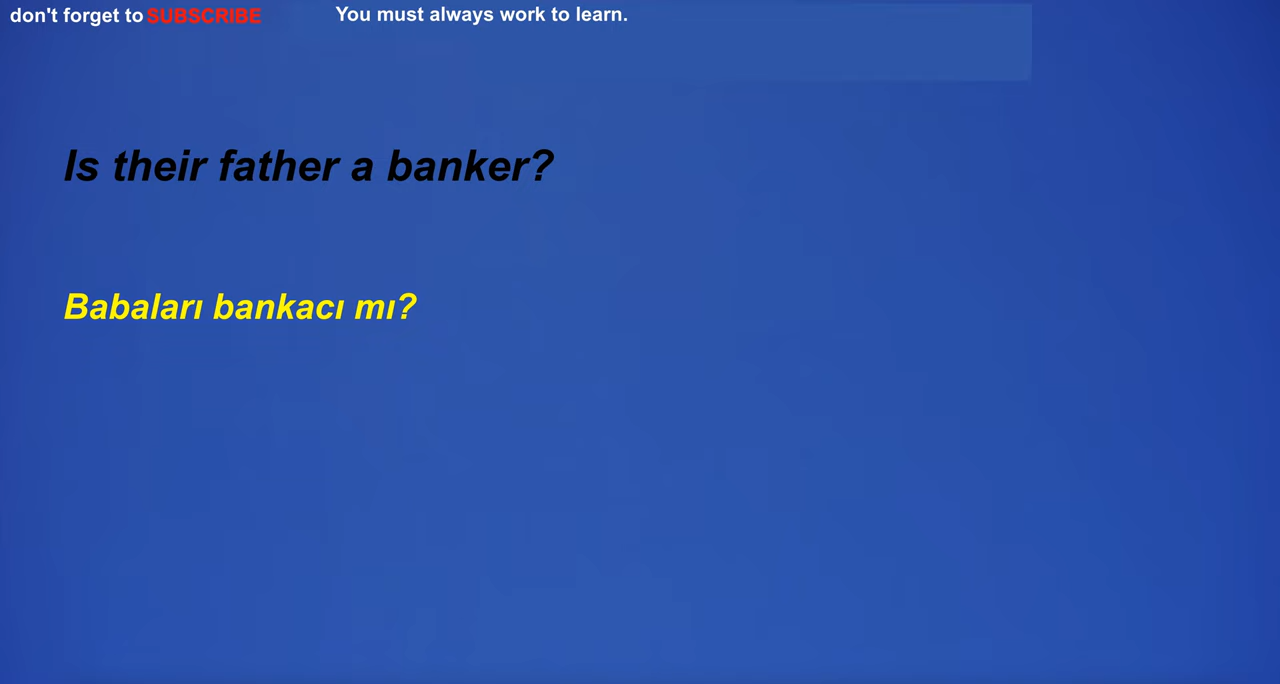 don't forget to SUBSCRIBE You must always work to learn.
Is their father a banker?
Babaları bankacı mı?